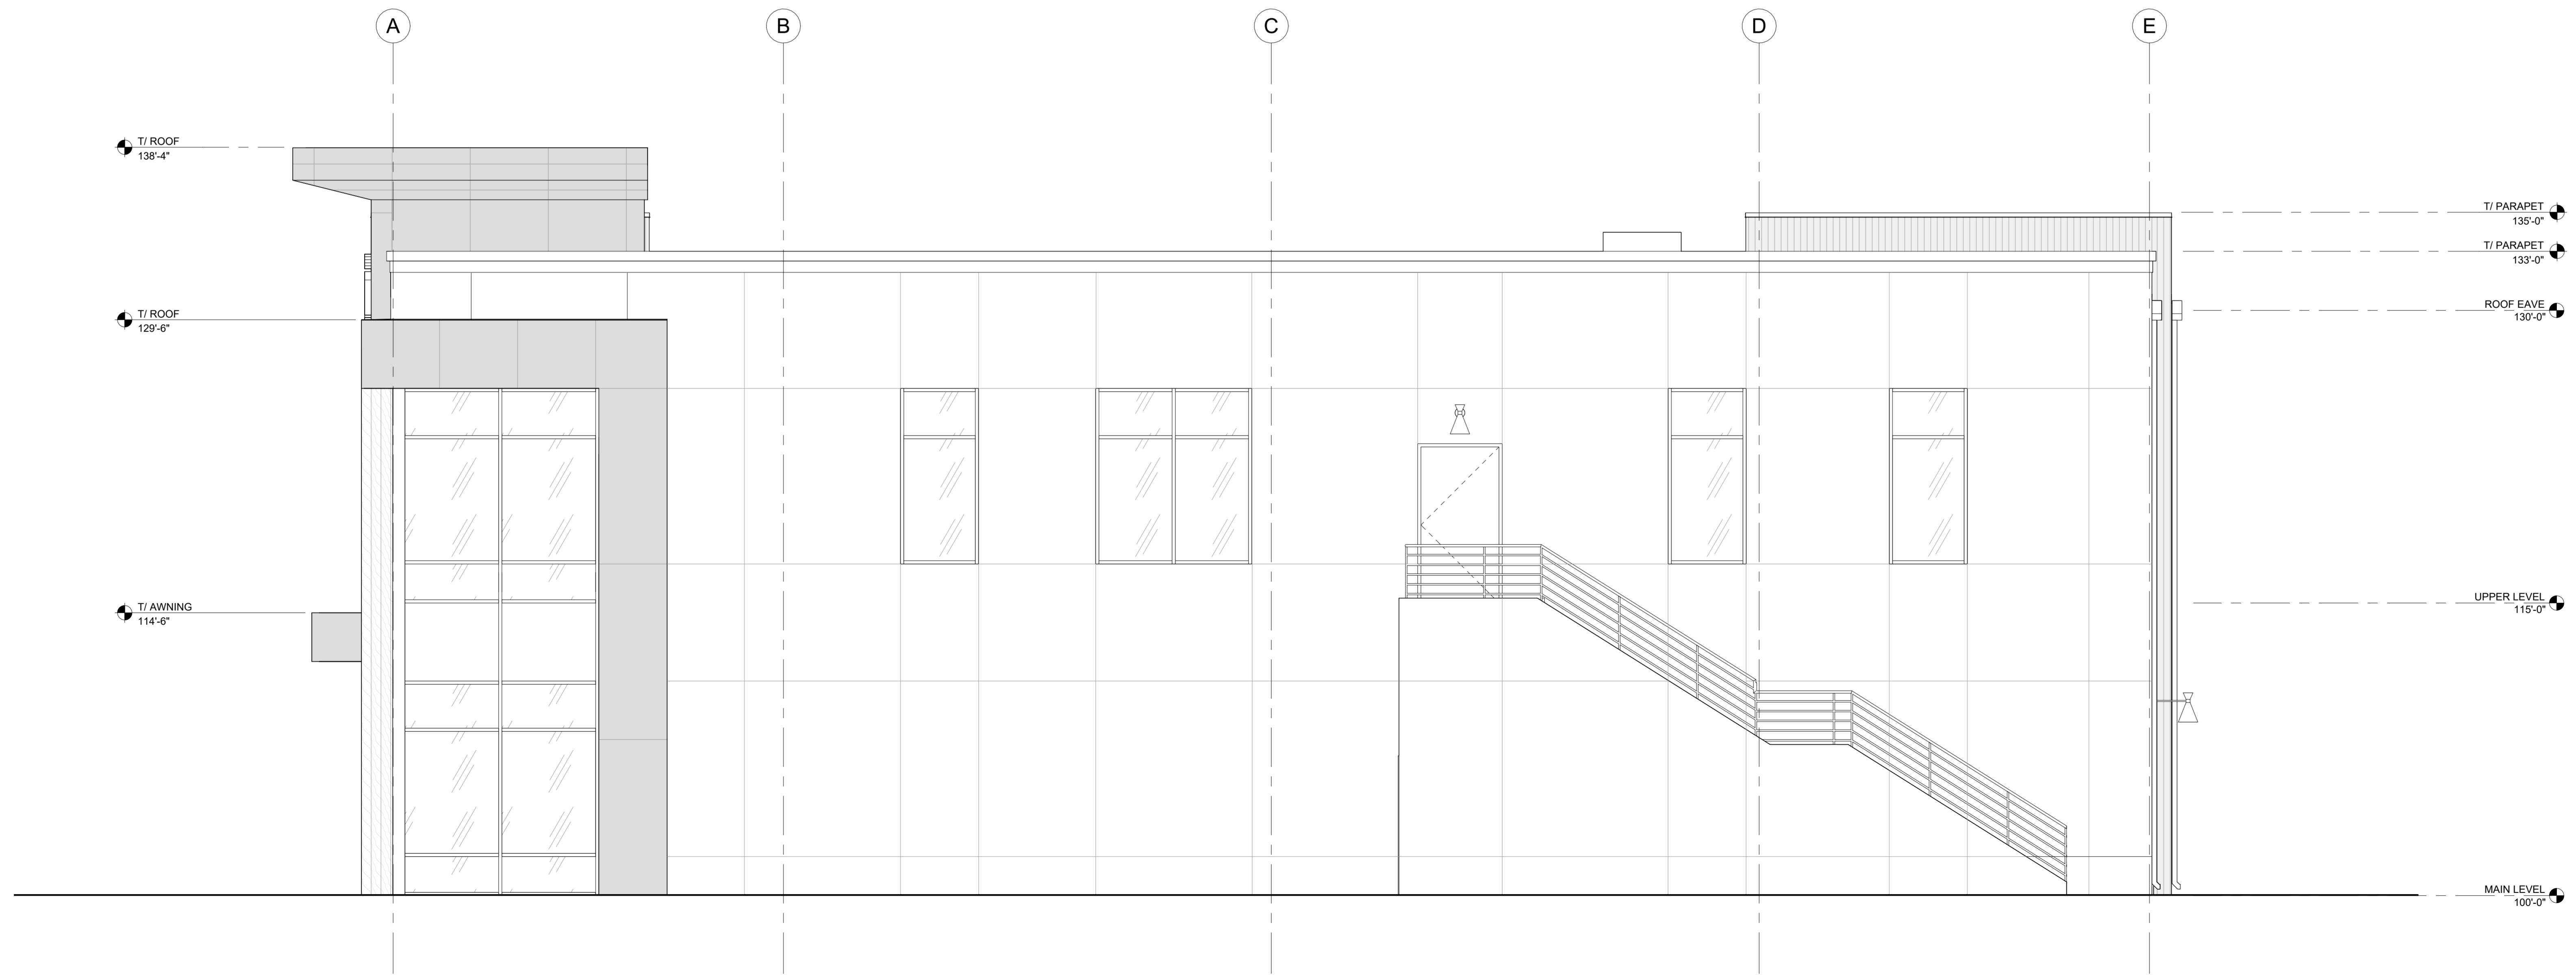 A
B
C
D
E
T/ ROOF
138'-4"
T/ PARAPET
135'-0"
T/ PARAPET
133'-0"
T/ ROOF
129'-6"
ROOF EAVE
130'-0"
T/ AWNING
114'-6"
UPPER LEVEL
115'-0"
MAIN LEVEL
100'-0"